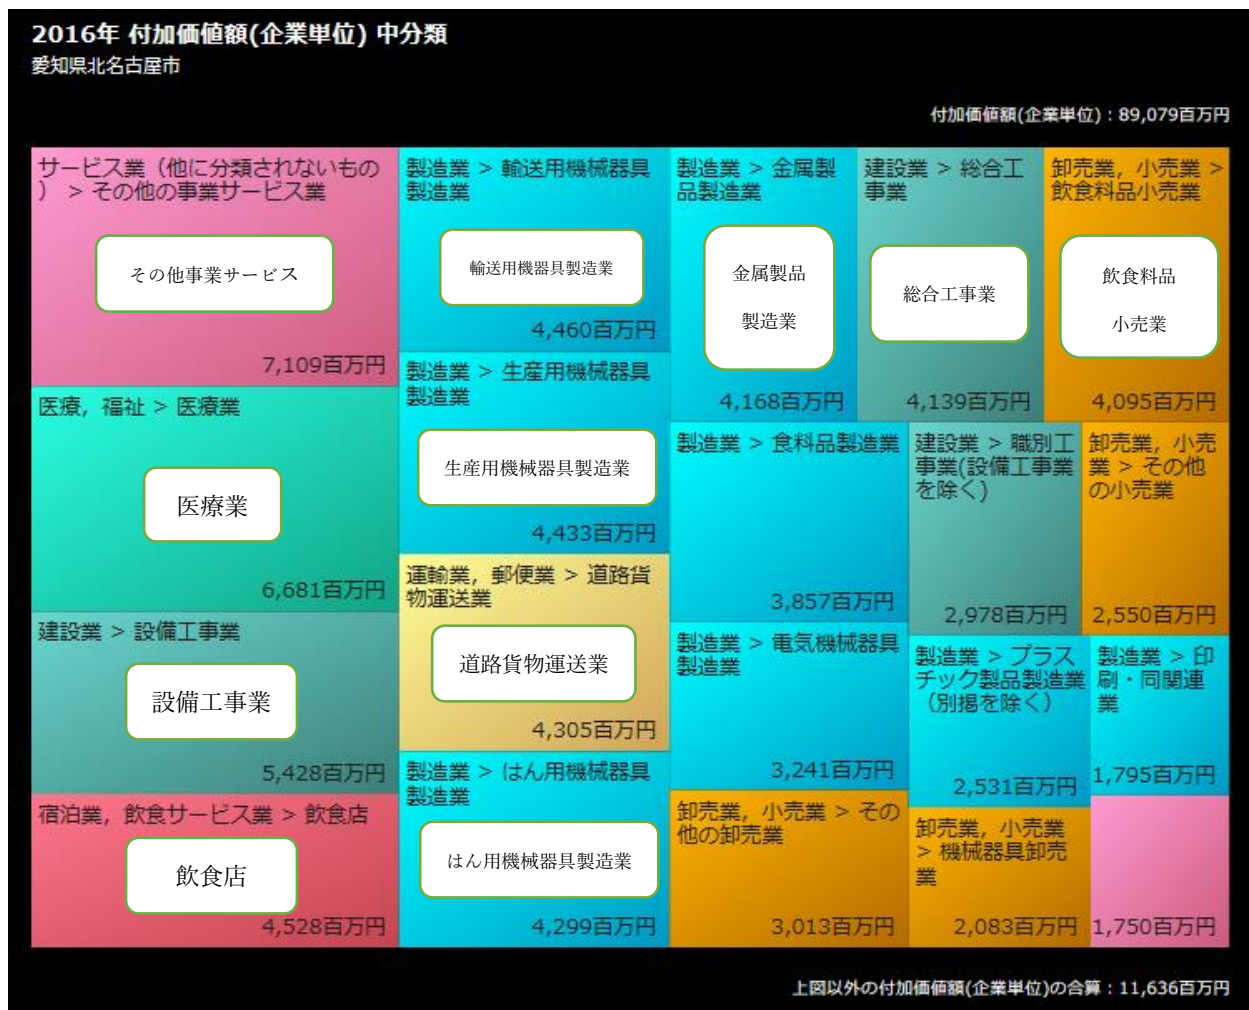 2016年 付加価値額(企業単位) 中分類
愛知県北名古屋市
付加価値額(企業単位)：89,079百万円
サービス業（他に分類されないもの
）＞その他の事業サービス業
その他事業サービス
7,109百万円
医療，福祉＞医療業
医療業
6,681百万円
建設業＞設備工事業
設備工事業
5,428百万円
宿泊業，飲食サービス業＞飲食店
飲食店
4,528百万円
製造業＞輸送用機械器具
製造業
輸送用機器具製造業
4,460百万円
製造業＞生産用機械器具
製造業
生産用機械器具製造業
4,433百万円
運輸業，郵便業＞道路貨
物運送業
道路貨物運送業
4,305百万円
製造業＞はん用機械器具
製造業
はん用機械器具製造業
4,299百万円
製造業＞金属製
品製造業
金属製品
製造業
4,168百万円
建設業＞総合工
事業
総合工事業
4,139百万円
卸売業，小売業＞
飲食料品小売業
飲食料品
小売業
4,095百万円
製造業＞食料品製造業
3,857百万円
建設業＞職別工
事業(設備工事業
を除く)
2,978百万円
卸売業，小売
業＞その他
の小売業
2,550百万円
製造業＞電気機械器具
製造業
3,241百万円
製造業＞プラス
チック製品製造業
（別掲を除く）
2,531百万円
製造業＞印
刷・同関連
業
1,795百万円
卸売業，小売業＞その
他の卸売業
3,013百万円
卸売業，小売業
＞機械器具卸売
業
2,083百万円
1,750百万円
上図以外の付加価値額(企業単位)の合算：11,636百万円